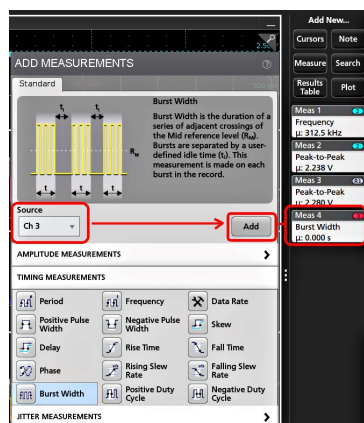 Add New...
Cursors Note
Measure Search
Results Table Plot
ADD MEASUREMENTS
Standard
Burst Width
Burst Width is the duration of a
series of adjacent crossings of
the Mid reference level (RM).
Bursts are separated by a user-
defined idle time (tI). This
measurement is made on each
burst in the record.
tI tI
RM
t t t
Source
Ch 3
Add
AMPLITUDE MEASUREMENTS
TIMING MEASUREMENTS
Period Frequency Data Rate
Positive Pulse Width Negative Pulse Width Skew
Delay Rise Time Fall Time
Phase Rising Slew Rate Falling Slew Rate
Burst Width Positive Duty Cycle Negative Duty Cycle
JITTER MEASUREMENTS
Meas 1
Frequency
µ: 312.5 kHz
Meas 2
Peak-to-Peak
µ: 2.238 V
Meas 3
Peak-to-Peak
µ: 2.280 V
Meas 4
Burst Width
µ: 0.000 s